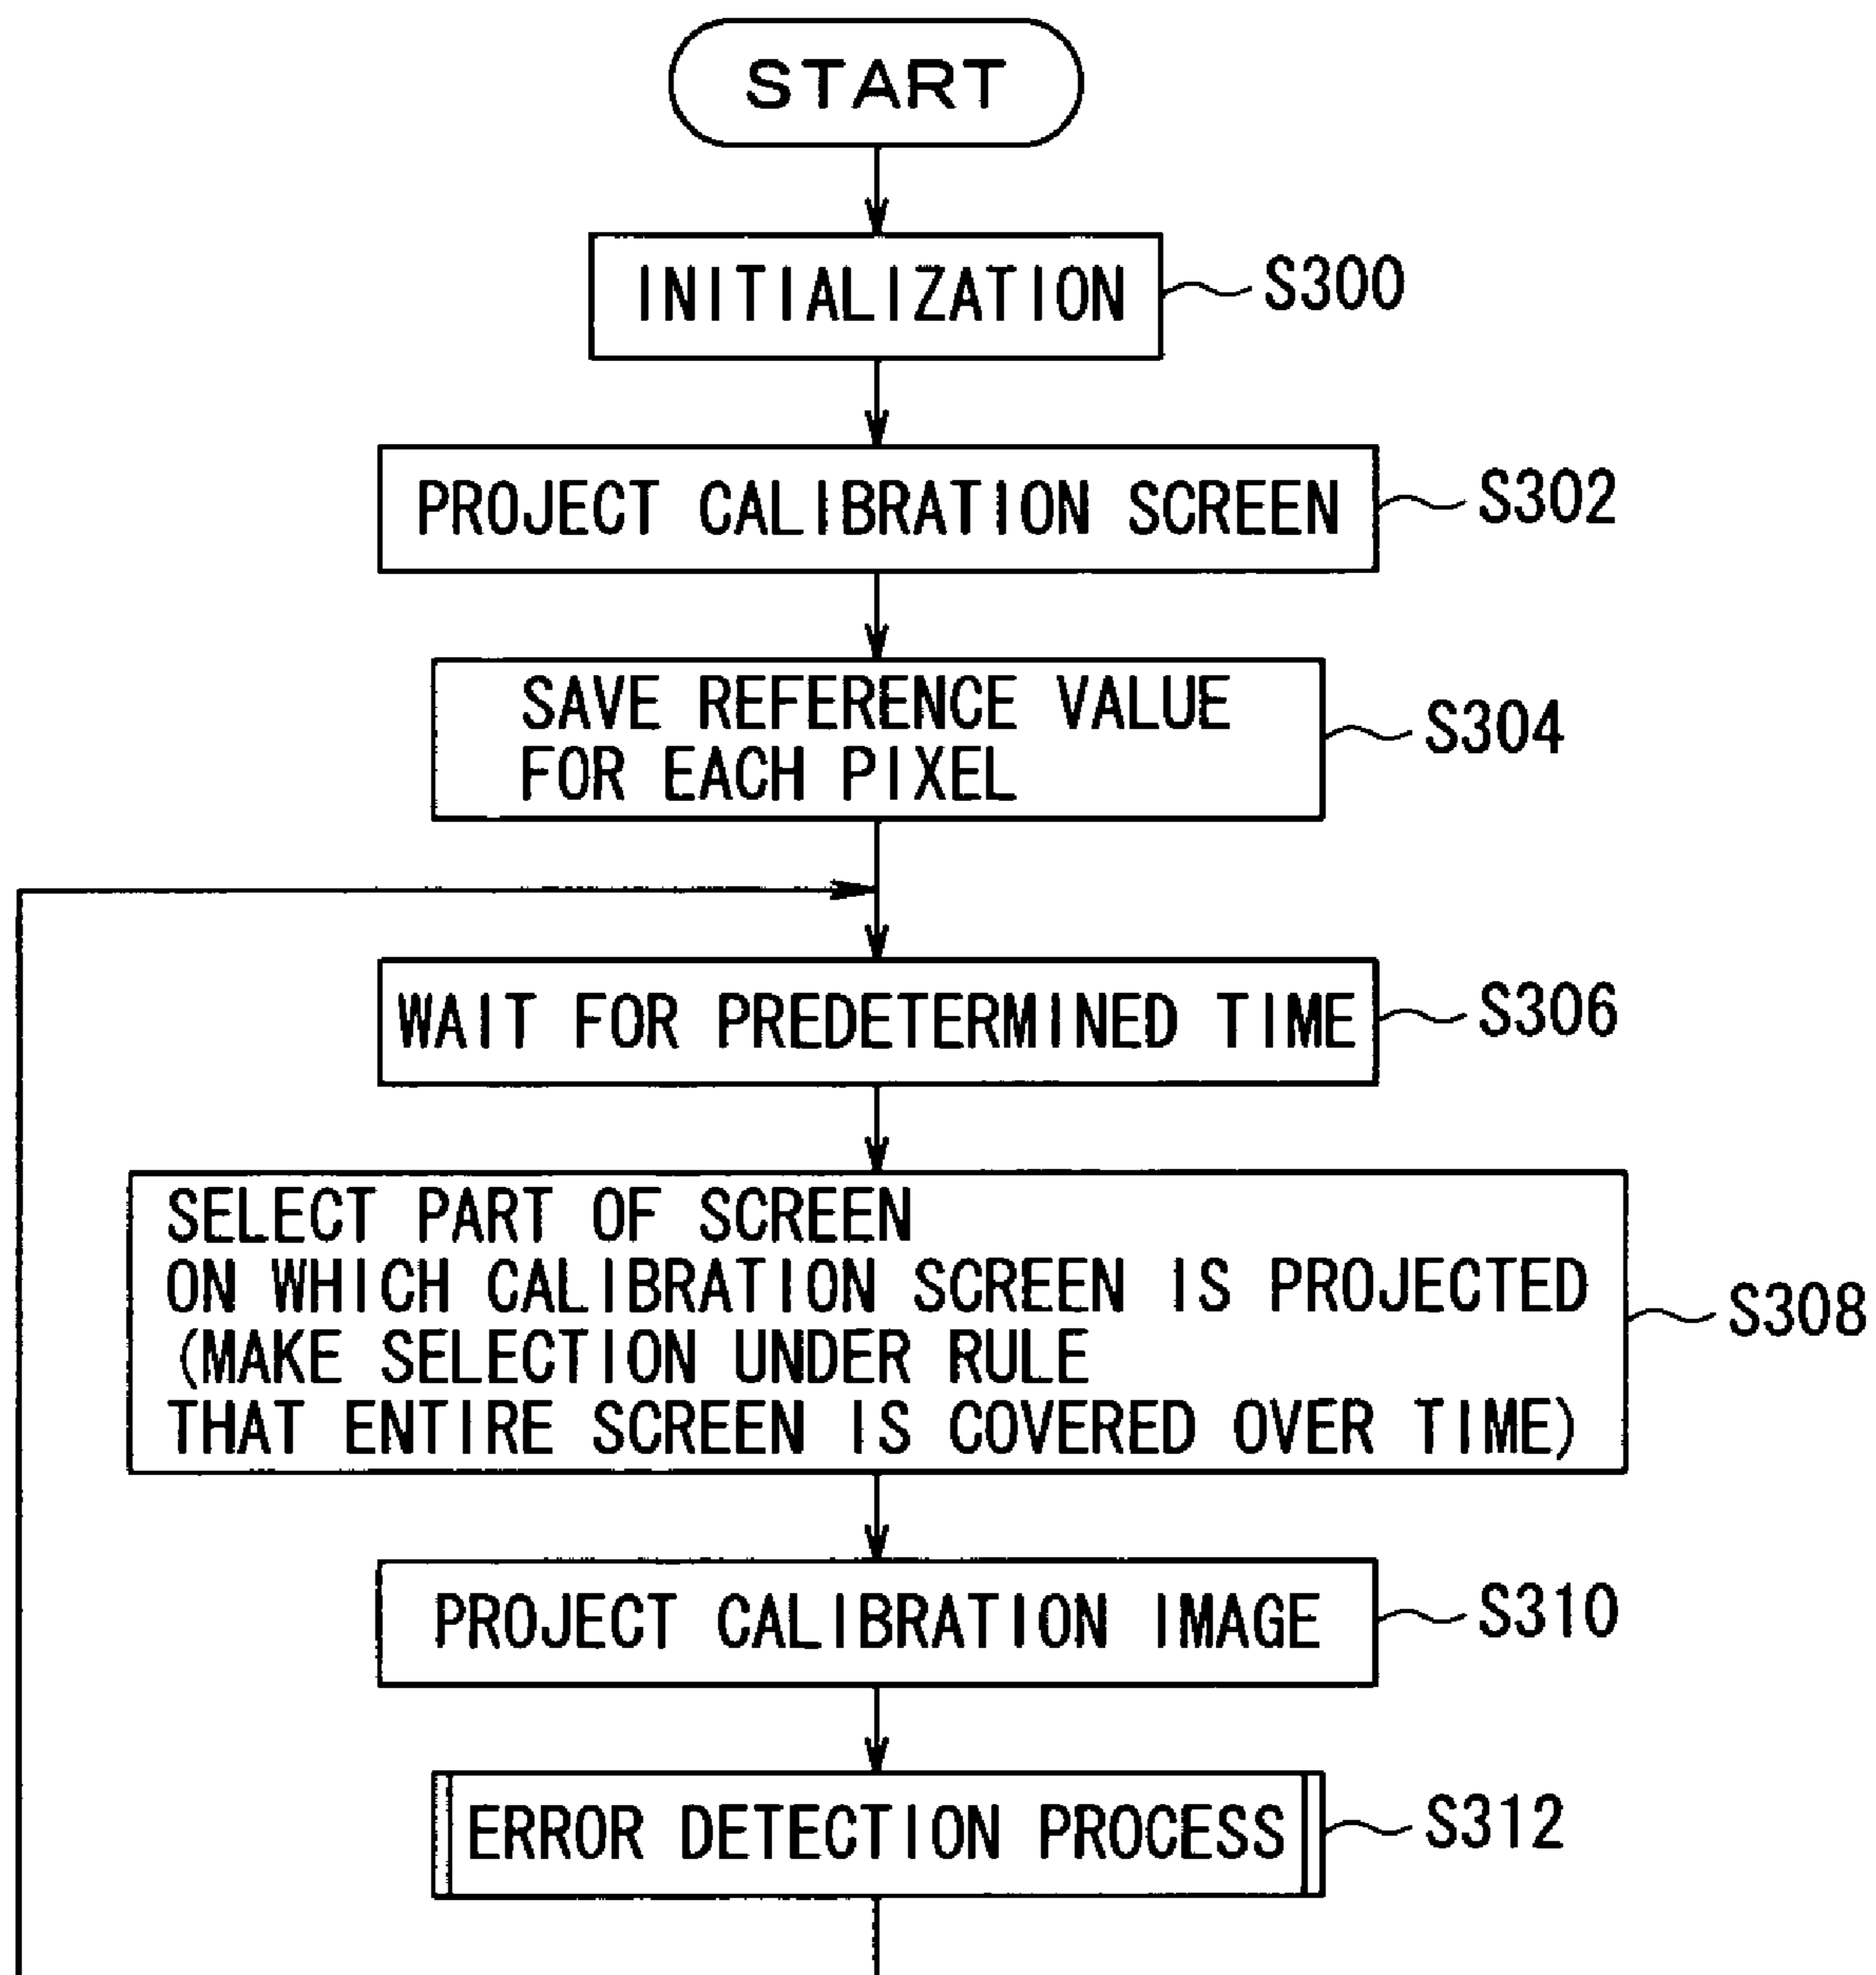 START
INITIALIZATION
S300
PROJECT CALIBRATION SCREEN
S302
SAVE REFERENCE VALUE
FOR EACH PIXEL
S304
WAIT FOR PREDETERMINED TIME
S306
SELECT PART OF SCREEN
ON WHICH CALIBRATION SCREEN IS PROJECTED
(MAKE SELECTION UNDER RULE
THAT ENTIRE SCREEN IS COVERED OVER TIME)
S308
PROJECT CALIBRATION IMAGE
S310
ERROR DETECTION PROCESS
S312